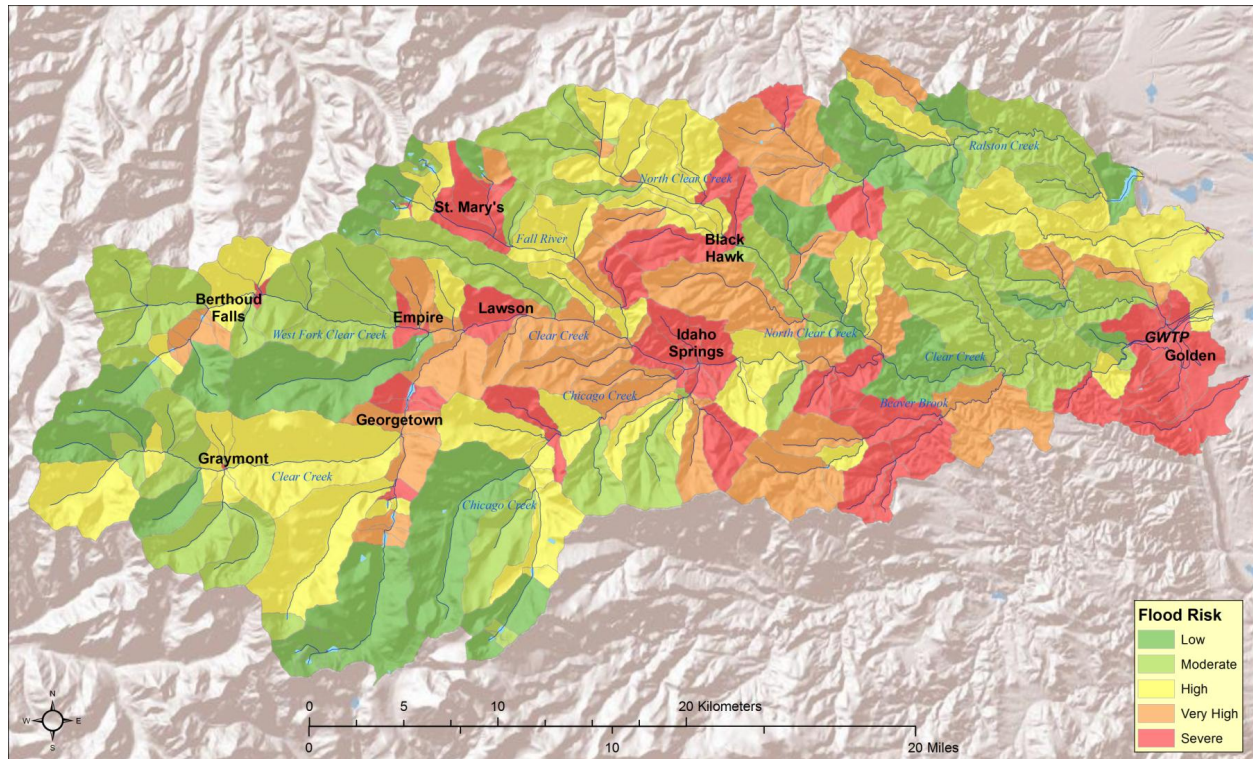 Ralston Creek
North Clear Creek
St. Mary's
Fall River
Black
Hawk
Berthoud
Falls
West Fork Clear Creek
Empire
Lawson
Clear Creek
Idaho
Springs
North Clear Creek
Clear Creek
GWTP
Golden
Chicago Creek
Beaver Brook
Georgetown
Graymont
Clear Creek
Chicago Creek
Flood Risk
Low
Moderate
High
Very High
Severe
N
W E
S
0 5 10 20 Kilometers
0 10 20 Miles